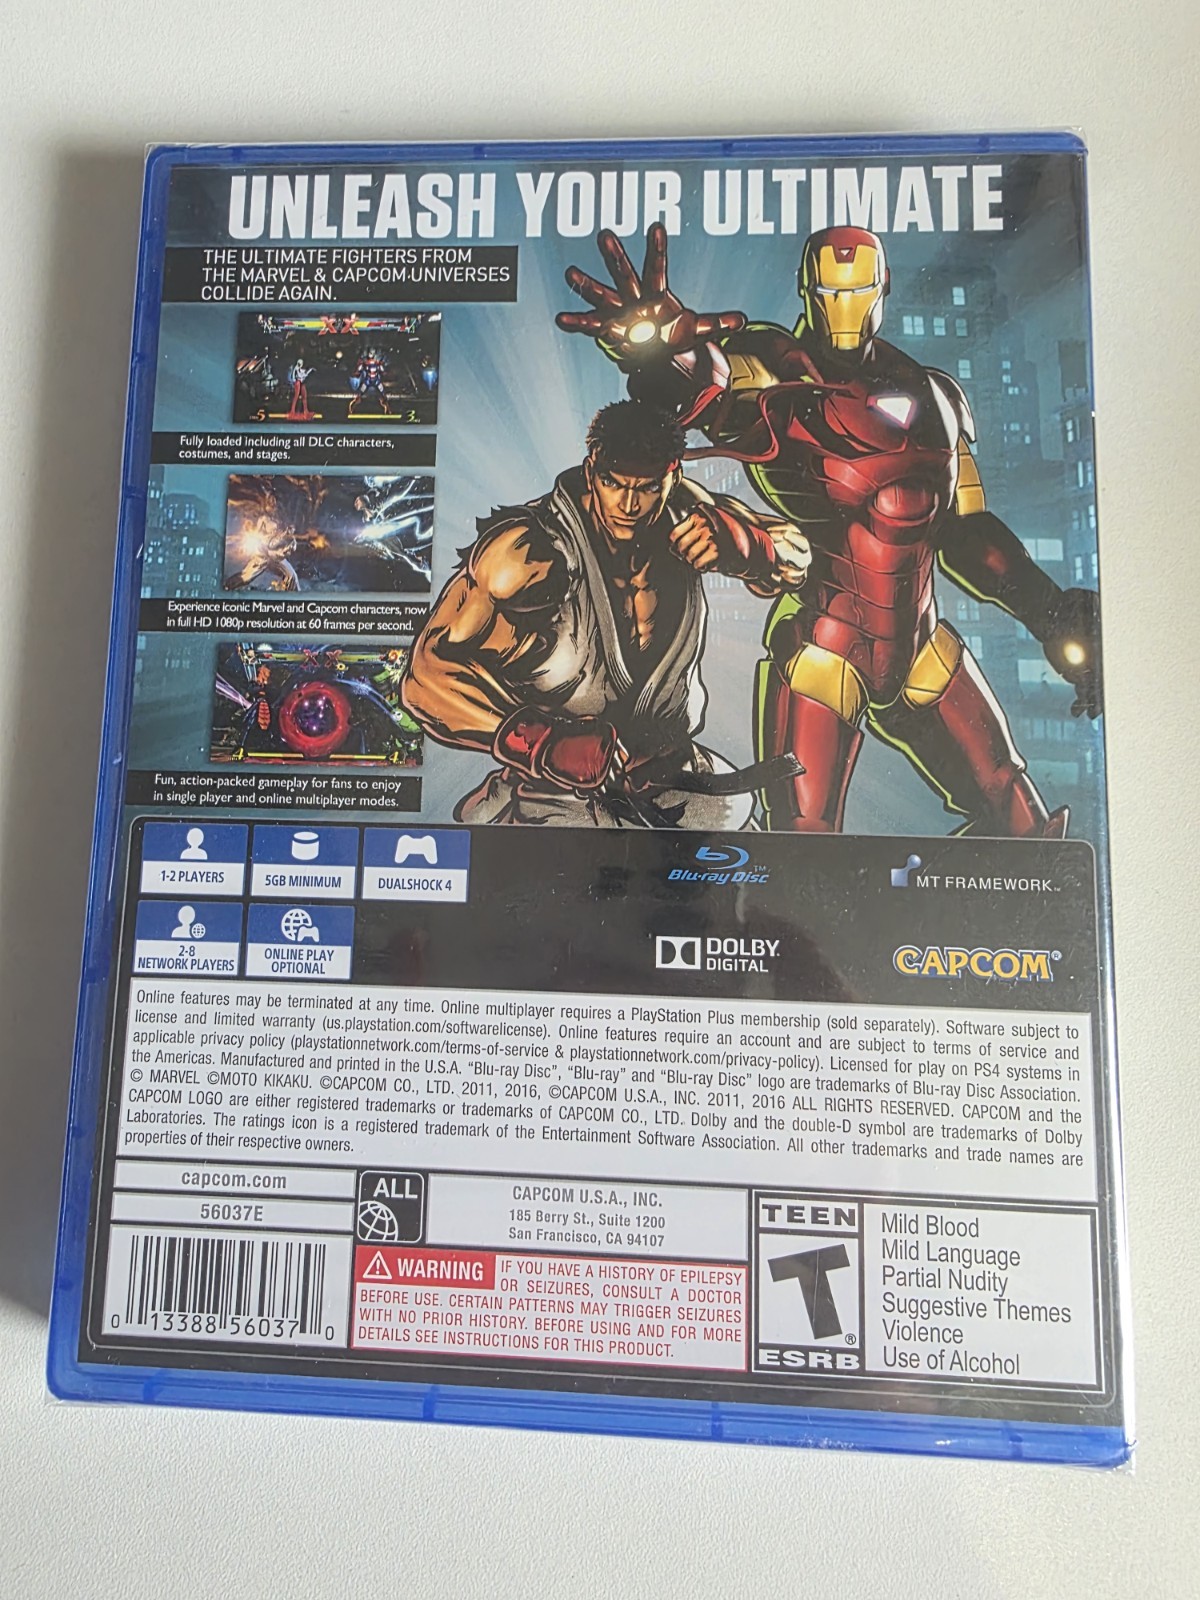 UNLEASH YOUR ULTIMATE
THE ULTIMATE FIGHTERS FROM
THE MARVEL & CAPCOM UNIVERSES
COLLIDE AGAIN.
Fully loaded including all DLC characters,
costumes, and stages.
Experience iconic Marvel and Capcom characters, now
in full HD 1080p resolution at 60 frames per second.
Fun, action-packed gameplay for fans to enjoy
in single player and online multiplayer modes.
1-2 PLAYERS
5GB MINIMUM
DUALSHOCK 4
Blu-ray Disc™
MT FRAMEWORK™
2-8
NETWORK PLAYERS
ONLINE PLAY
OPTIONAL
DOLBY
DIGITAL
CAPCOM®
Online features may be terminated at any time. Online multiplayer requires a PlayStation Plus membership (sold separately). Software subject to
license and limited warranty (us.playstation.com/softwarelicense). Online features require an account and are subject to terms of service and
applicable privacy policy (playstationnetwork.com/terms-of-service & playstationnetwork.com/privacy-policy). Licensed for play on PS4 systems in
the Americas. Manufactured and printed in the U.S.A. “Blu-ray Disc”, “Blu-ray” and “Blu-ray Disc” logo are trademarks of Blu-ray Disc Association.
© MARVEL ©MOTO KIKAKU. ©CAPCOM CO., LTD. 2011, 2016, ©CAPCOM U.S.A., INC. 2011, 2016 ALL RIGHTS RESERVED. CAPCOM and the
CAPCOM LOGO are either registered trademarks or trademarks of CAPCOM CO., LTD. Dolby and the double-D symbol are trademarks of Dolby
Laboratories. The ratings icon is a registered trademark of the Entertainment Software Association. All other trademarks and trade names are
properties of their respective owners.
capcom.com
56037E
0 13388 56037 0
ALL
CAPCOM U.S.A., INC.
185 Berry St., Suite 1200
San Francisco, CA 94107
WARNING IF YOU HAVE A HISTORY OF EPILEPSY
OR SEIZURES, CONSULT A DOCTOR
BEFORE USE. CERTAIN PATTERNS MAY TRIGGER SEIZURES
WITH NO PRIOR HISTORY. BEFORE USING AND FOR MORE
DETAILS SEE INSTRUCTIONS FOR THIS PRODUCT.
TEEN
T®
ESRB
Mild Blood
Mild Language
Partial Nudity
Suggestive Themes
Violence
Use of Alcohol